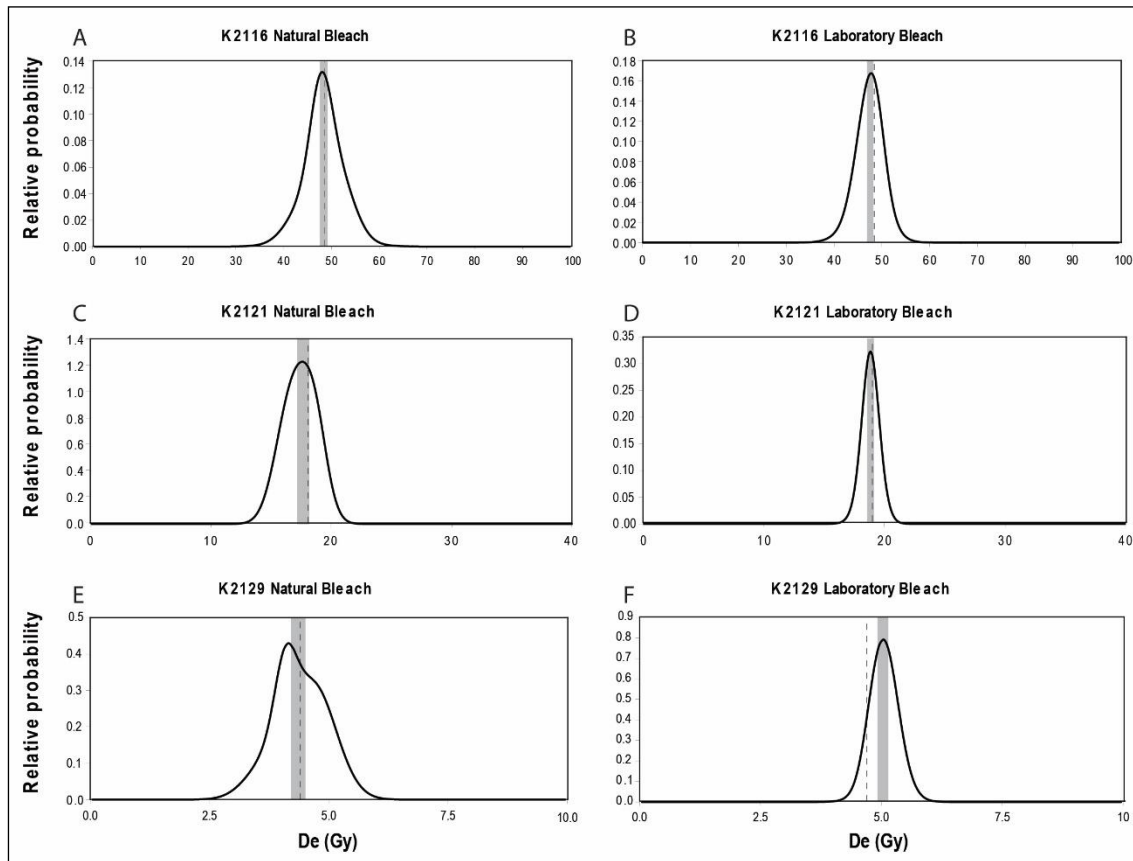 A
K2116 Natural Bleach
Relative probability
0.14
0.12
0.10
0.08
0.06
0.04
0.02
0.00
0 10 20 30 40 50 60 70 80 90 100
B
K2116 Laboratory Bleach
0.18
0.16
0.14
0.12
0.10
0.08
0.06
0.04
0.02
0.00
0 10 20 30 40 50 60 70 80 90 100
C
K2121 Natural Bleach
Relative probability
1.4
1.2
1.0
0.8
0.6
0.4
0.2
0.0
0 10 20 30 40
D
K2121 Laboratory Bleach
0.35
0.30
0.25
0.20
0.15
0.10
0.05
0.00
0 10 20 30 40
E
K2129 Natural Bleach
Relative probability
0.5
0.4
0.3
0.2
0.1
0.0
0.0 2.5 5.0 7.5 10.0
De (Gy)
F
K2129 Laboratory Bleach
0.9
0.8
0.7
0.6
0.5
0.4
0.3
0.2
0.1
0.0
0.0 2.5 5.0 7.5 10
De (Gy)